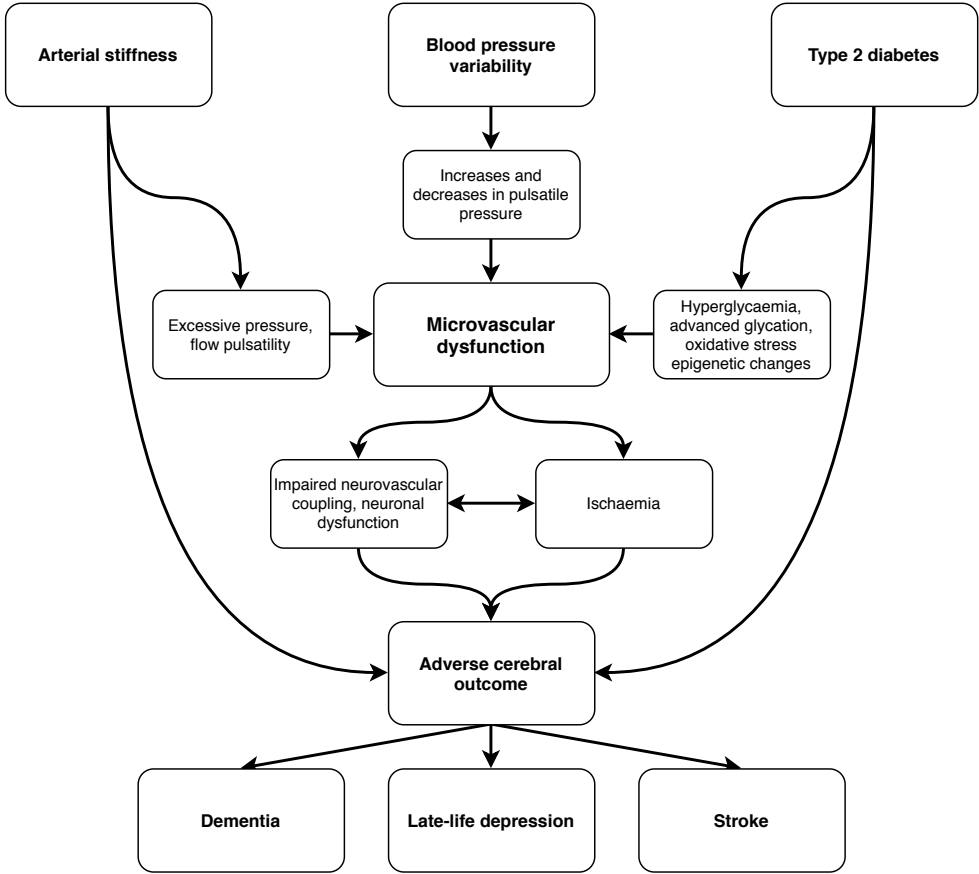 Arterial stiffness
Blood pressure
variability
Type 2 diabetes
Increases and
decreases in pulsatile
pressure
Excessive pressure,
flow pulsatility
Microvascular
dysfunction
Hyperglycaemia,
advanced glycation,
oxidative stress
epigenetic changes
Impaired neurovascular
coupling, neuronal
dysfunction
Ischaemia
Adverse cerebral
outcome
Dementia
Late-life depression
Stroke